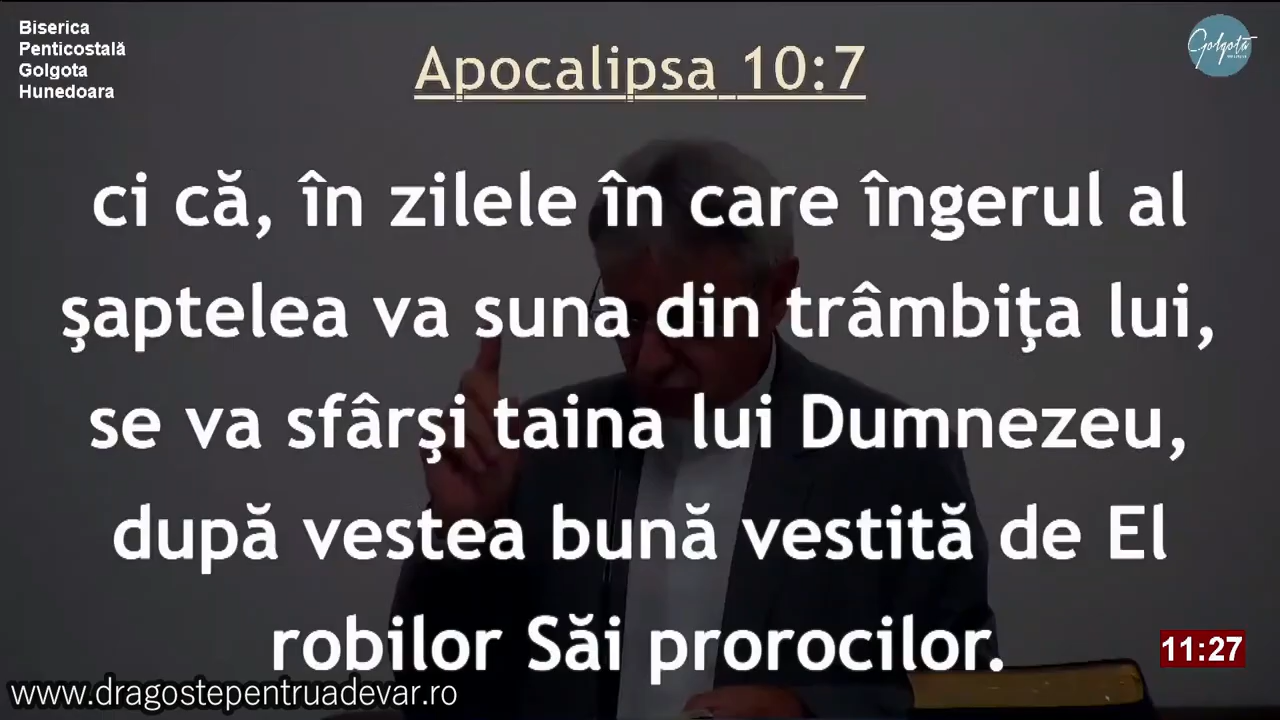 Biserica
Penticostală
Golgota
Hunedoara
Golgota
Apocalipsa 10:7
ci că, în zilele în care îngerul al
şaptelea va suna din trâmbiţa lui,
se va sfârşi taina lui Dumnezeu,
după vestea bună vestită de El
robilor Săi prorocilor.
11:27
www.dragostepentruadevar.ro